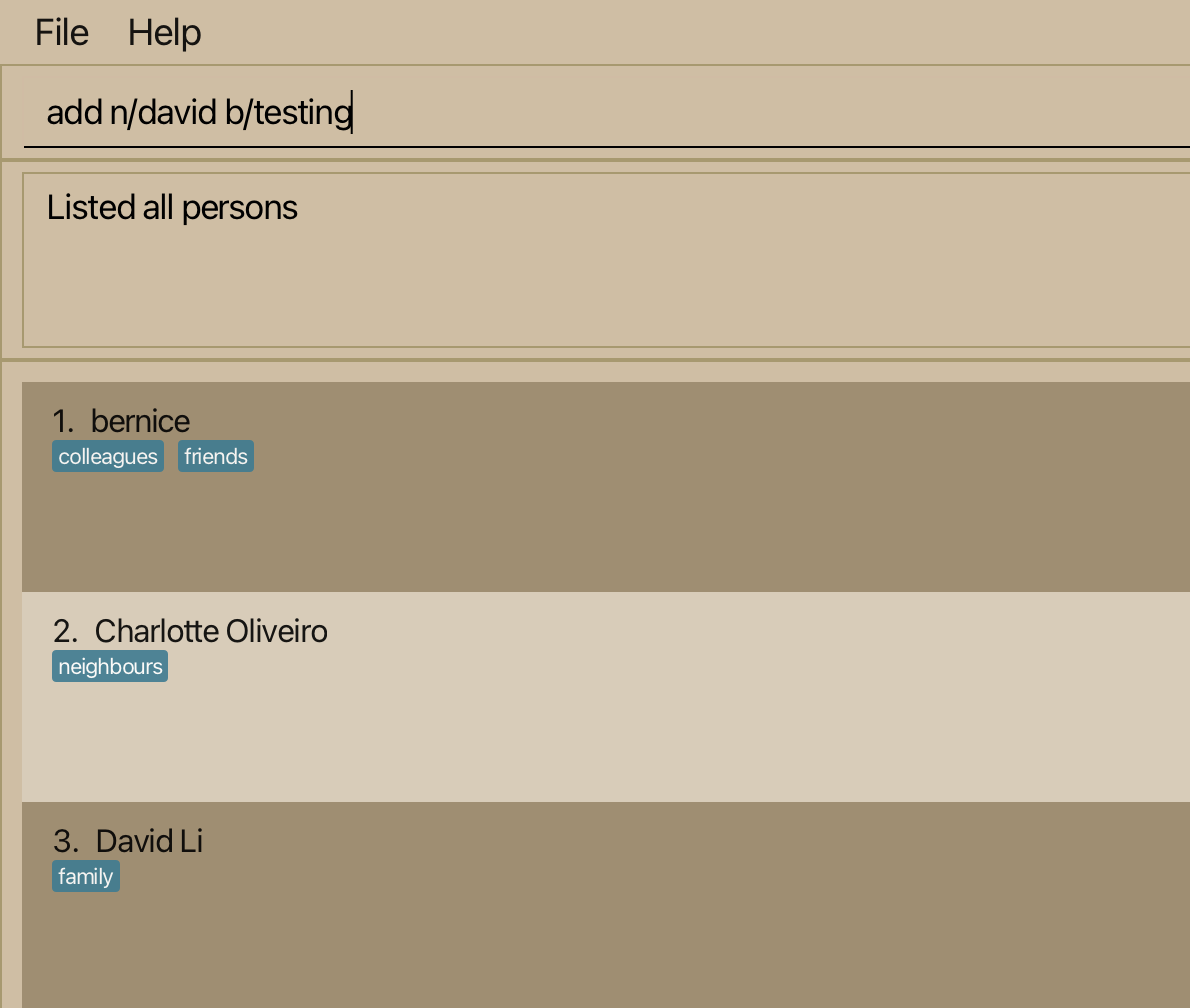 File Help
add n/david b/testing
Listed all persons
1. bernice
colleagues friends
2. Charlotte Oliveiro
neighbours
3. David Li
family